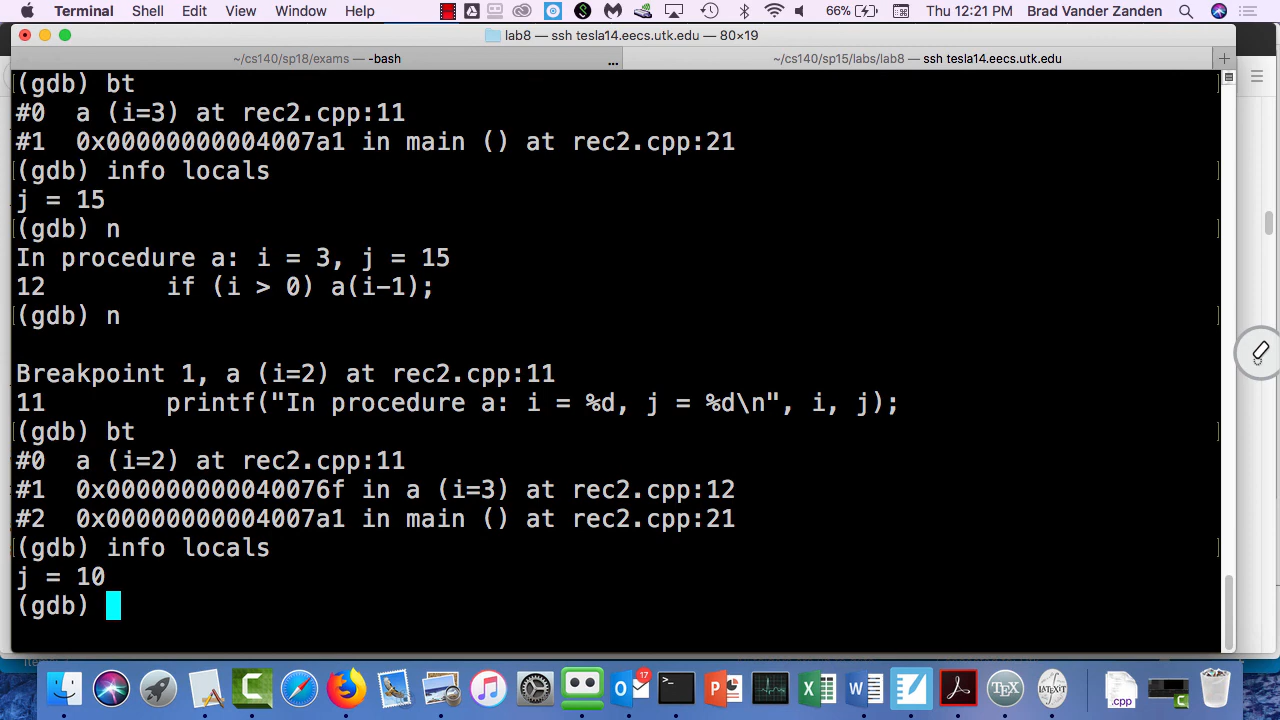 Terminal Shell Edit View Window Help 66% Thu 12:21 PM Brad Vander Zanden
lab8 — ssh tesla14.eecs.utk.edu — 80×19
~/cs140/sp18/exams — -bash ... ~/cs140/sp15/labs/lab8 — ssh tesla14.eecs.utk.edu +
(gdb) bt
#0 a (i=3) at rec2.cpp:11
#1 0x00000000004007a1 in main () at rec2.cpp:21
(gdb) info locals
j = 15
(gdb) n
In procedure a: i = 3, j = 15
12 if (i > 0) a(i-1);
(gdb) n
Breakpoint 1, a (i=2) at rec2.cpp:11
11 printf("In procedure a: i = %d, j = %d\n", i, j);
(gdb) bt
#0 a (i=2) at rec2.cpp:11
#1 0x000000000040076f in a (i=3) at rec2.cpp:12
#2 0x00000000004007a1 in main () at rec2.cpp:21
(gdb) info locals
j = 10
(gdb)
17
.cpp